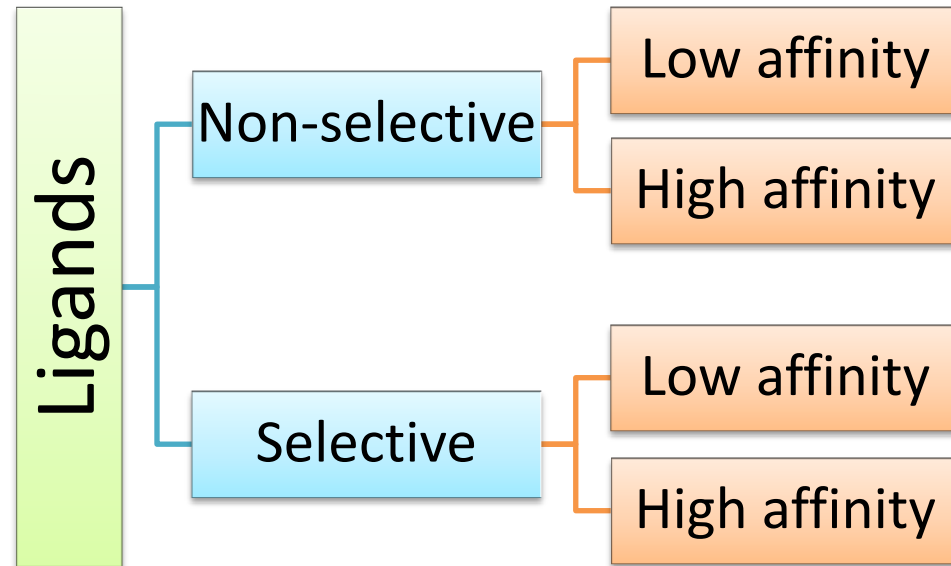 Ligands
Non-selective
Low affinity
High affinity
Selective
Low affinity
High affinity